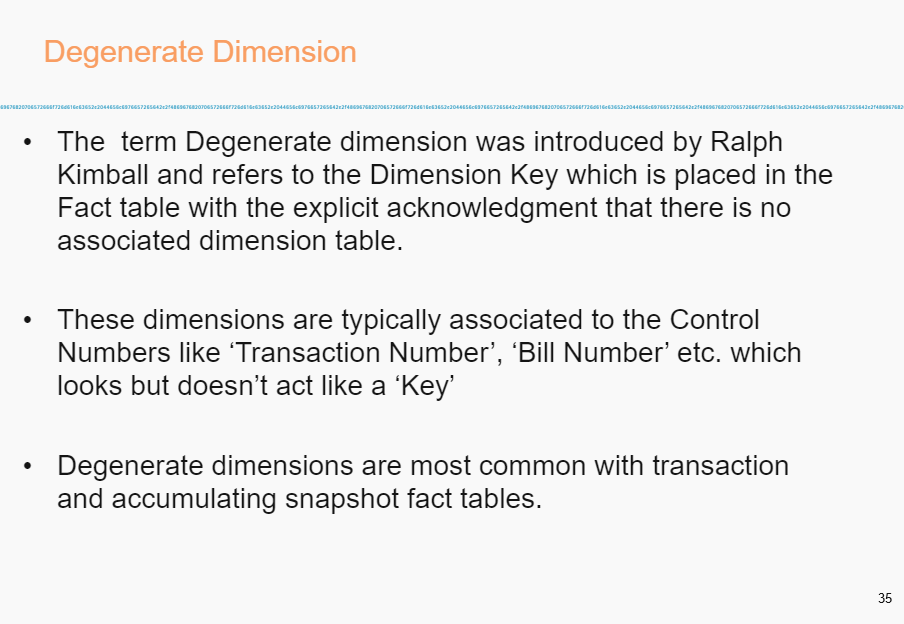 Degenerate Dimension
• The  term Degenerate dimension was introduced by Ralph
Kimball and refers to the Dimension Key which is placed in the
Fact table with the explicit acknowledgment that there is no
associated dimension table.
• These dimensions are typically associated to the Control
Numbers like ‘Transaction Number’, ‘Bill Number’ etc. which
looks but doesn’t act like a ‘Key’
• Degenerate dimensions are most common with transaction
and accumulating snapshot fact tables.
35